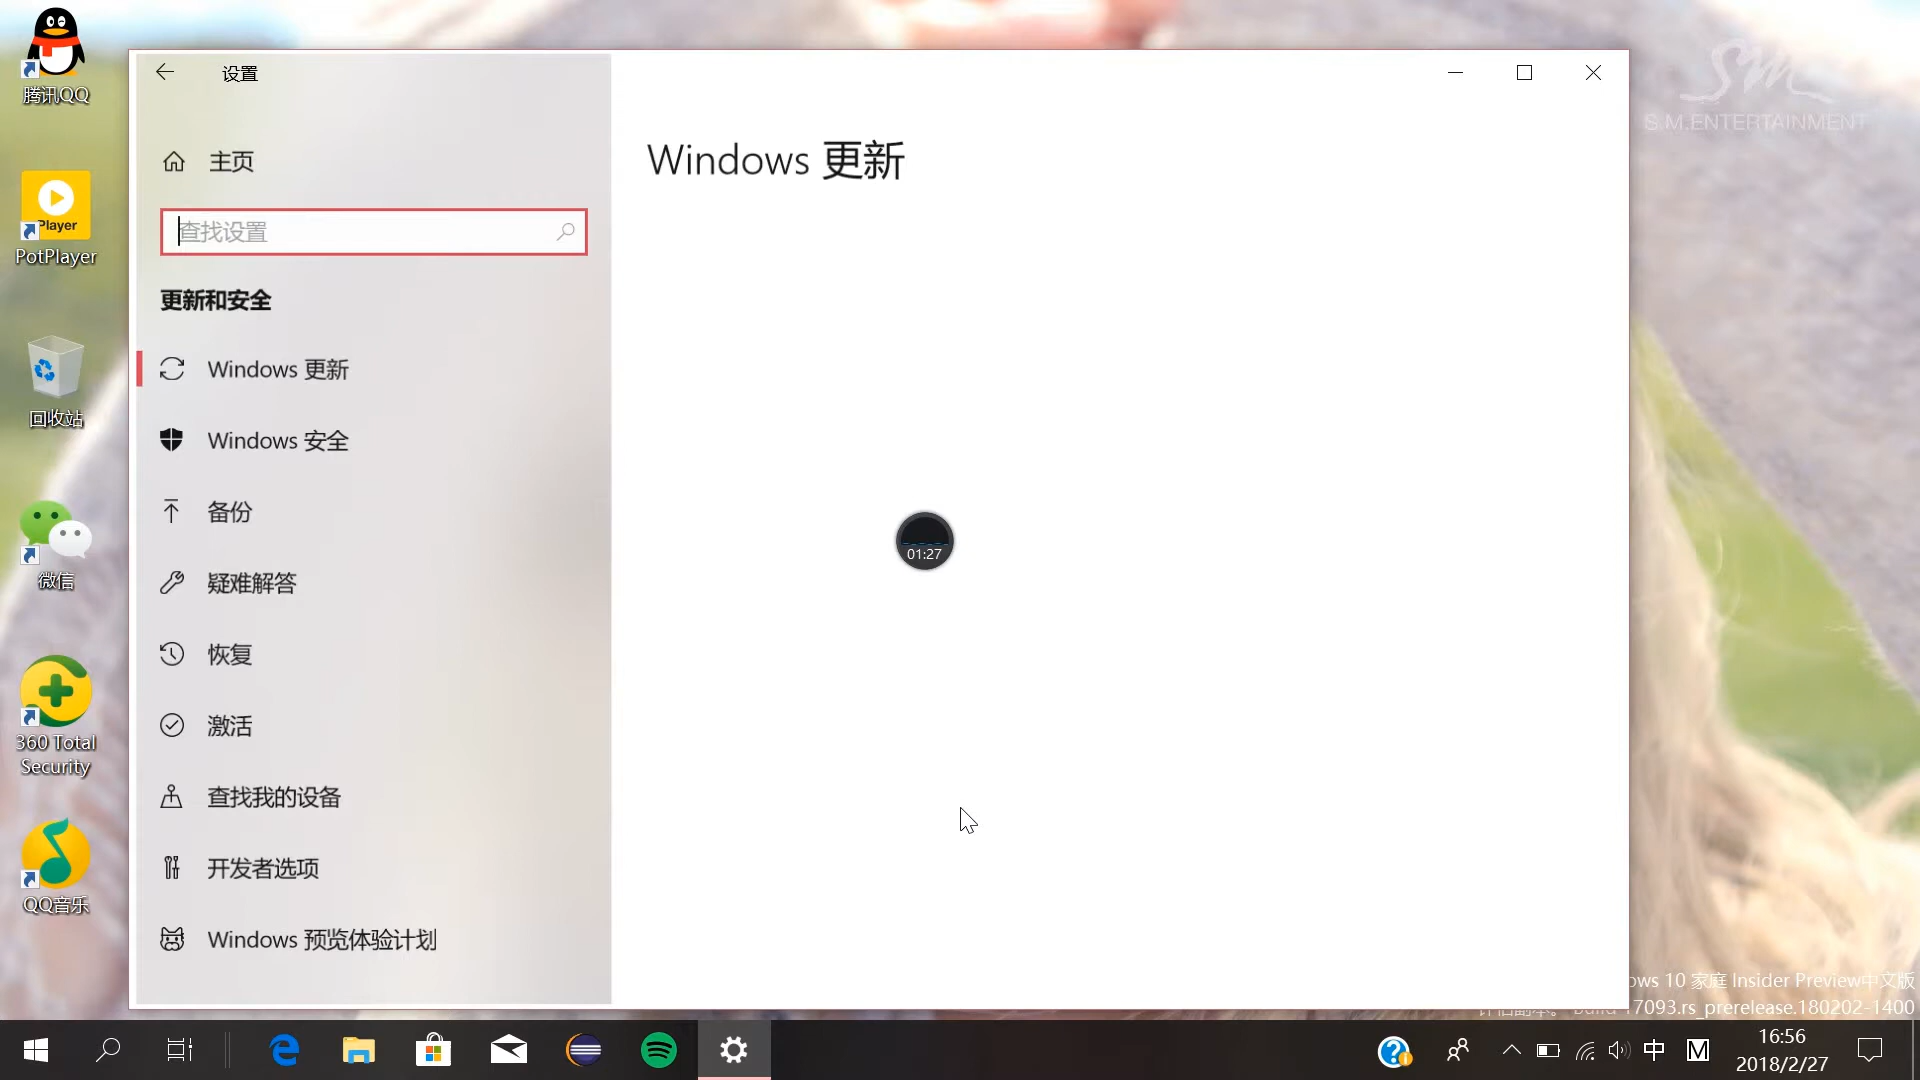 腾讯QQ
Player
PotPlayer
回收站
微信
360 Total
Security
QQ音乐
设置
主页
查找设置
更新和安全
Windows 更新
Windows 安全
备份
疑难解答
恢复
激活
查找我的设备
开发者选项
Windows 预览体验计划
Windows 更新
01:27
SM
S.M.ENTERTAINMENT
ows 10 家庭 Insider Preview中文版
7093.rs_prerelease.180202-1400
中
M
16:56
2018/2/27